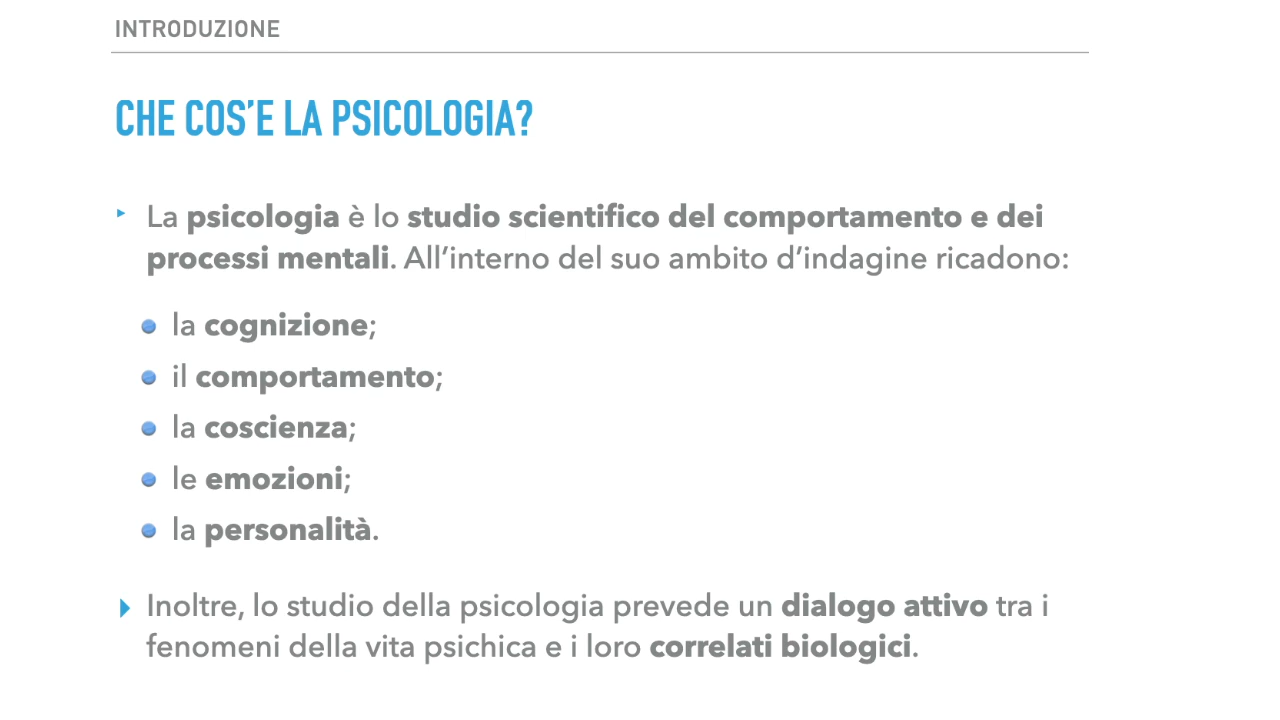 INTRODUZIONE
CHE COS’E LA PSICOLOGIA?
‣ La psicologia è lo studio scientifico del comportamento e dei
processi mentali. All’interno del suo ambito d’indagine ricadono:
• la cognizione;
• il comportamento;
• la coscienza;
• le emozioni;
• la personalità.
‣ Inoltre, lo studio della psicologia prevede un dialogo attivo tra i
fenomeni della vita psichica e i loro correlati biologici.